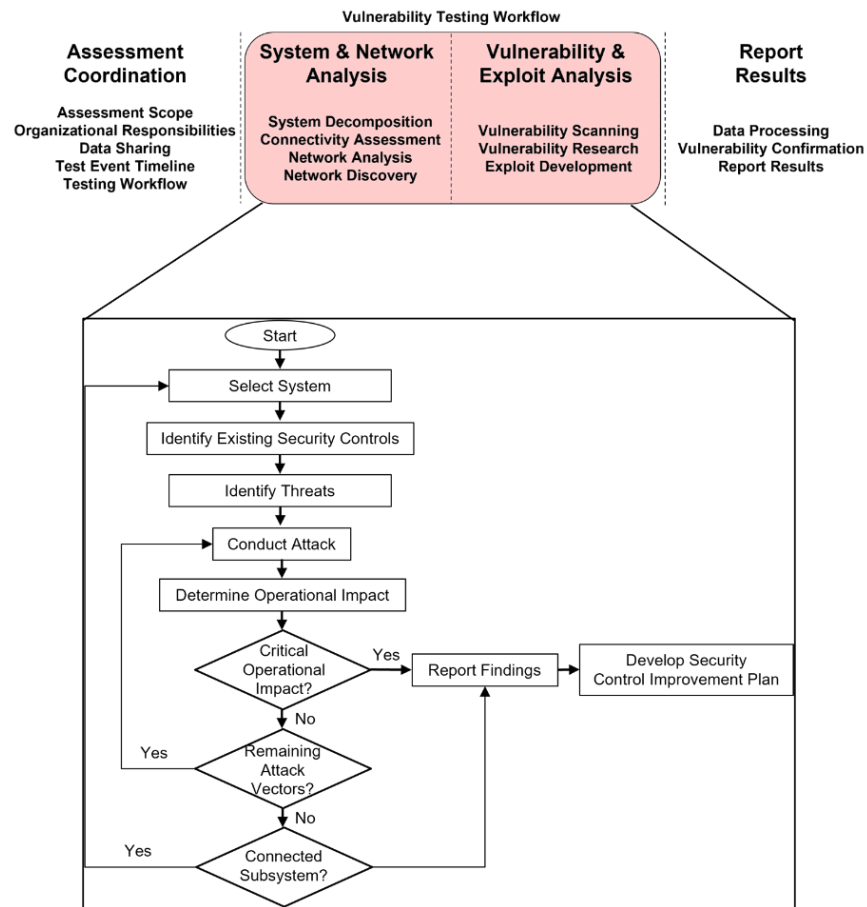 Vulnerability Testing Workflow
Assessment
Coordination
Assessment Scope
Organizational Responsibilities
Data Sharing
Test Event Timeline
Testing Workflow
System & Network
Analysis
System Decomposition
Connectivity Assessment
Network Analysis
Network Discovery
Vulnerability &
Exploit Analysis
Vulnerability Scanning
Vulnerability Research
Exploit Development
Report
Results
Data Processing
Vulnerability Confirmation
Report Results
Start
Select System
Identify Existing Security Controls
Identify Threats
Conduct Attack
Determine Operational Impact
Critical
Operational
Impact?
Yes
Report Findings
Develop Security
Control Improvement Plan
No
Remaining
Attack
Vectors?
Yes
No
Connected
Subsystem?
Yes